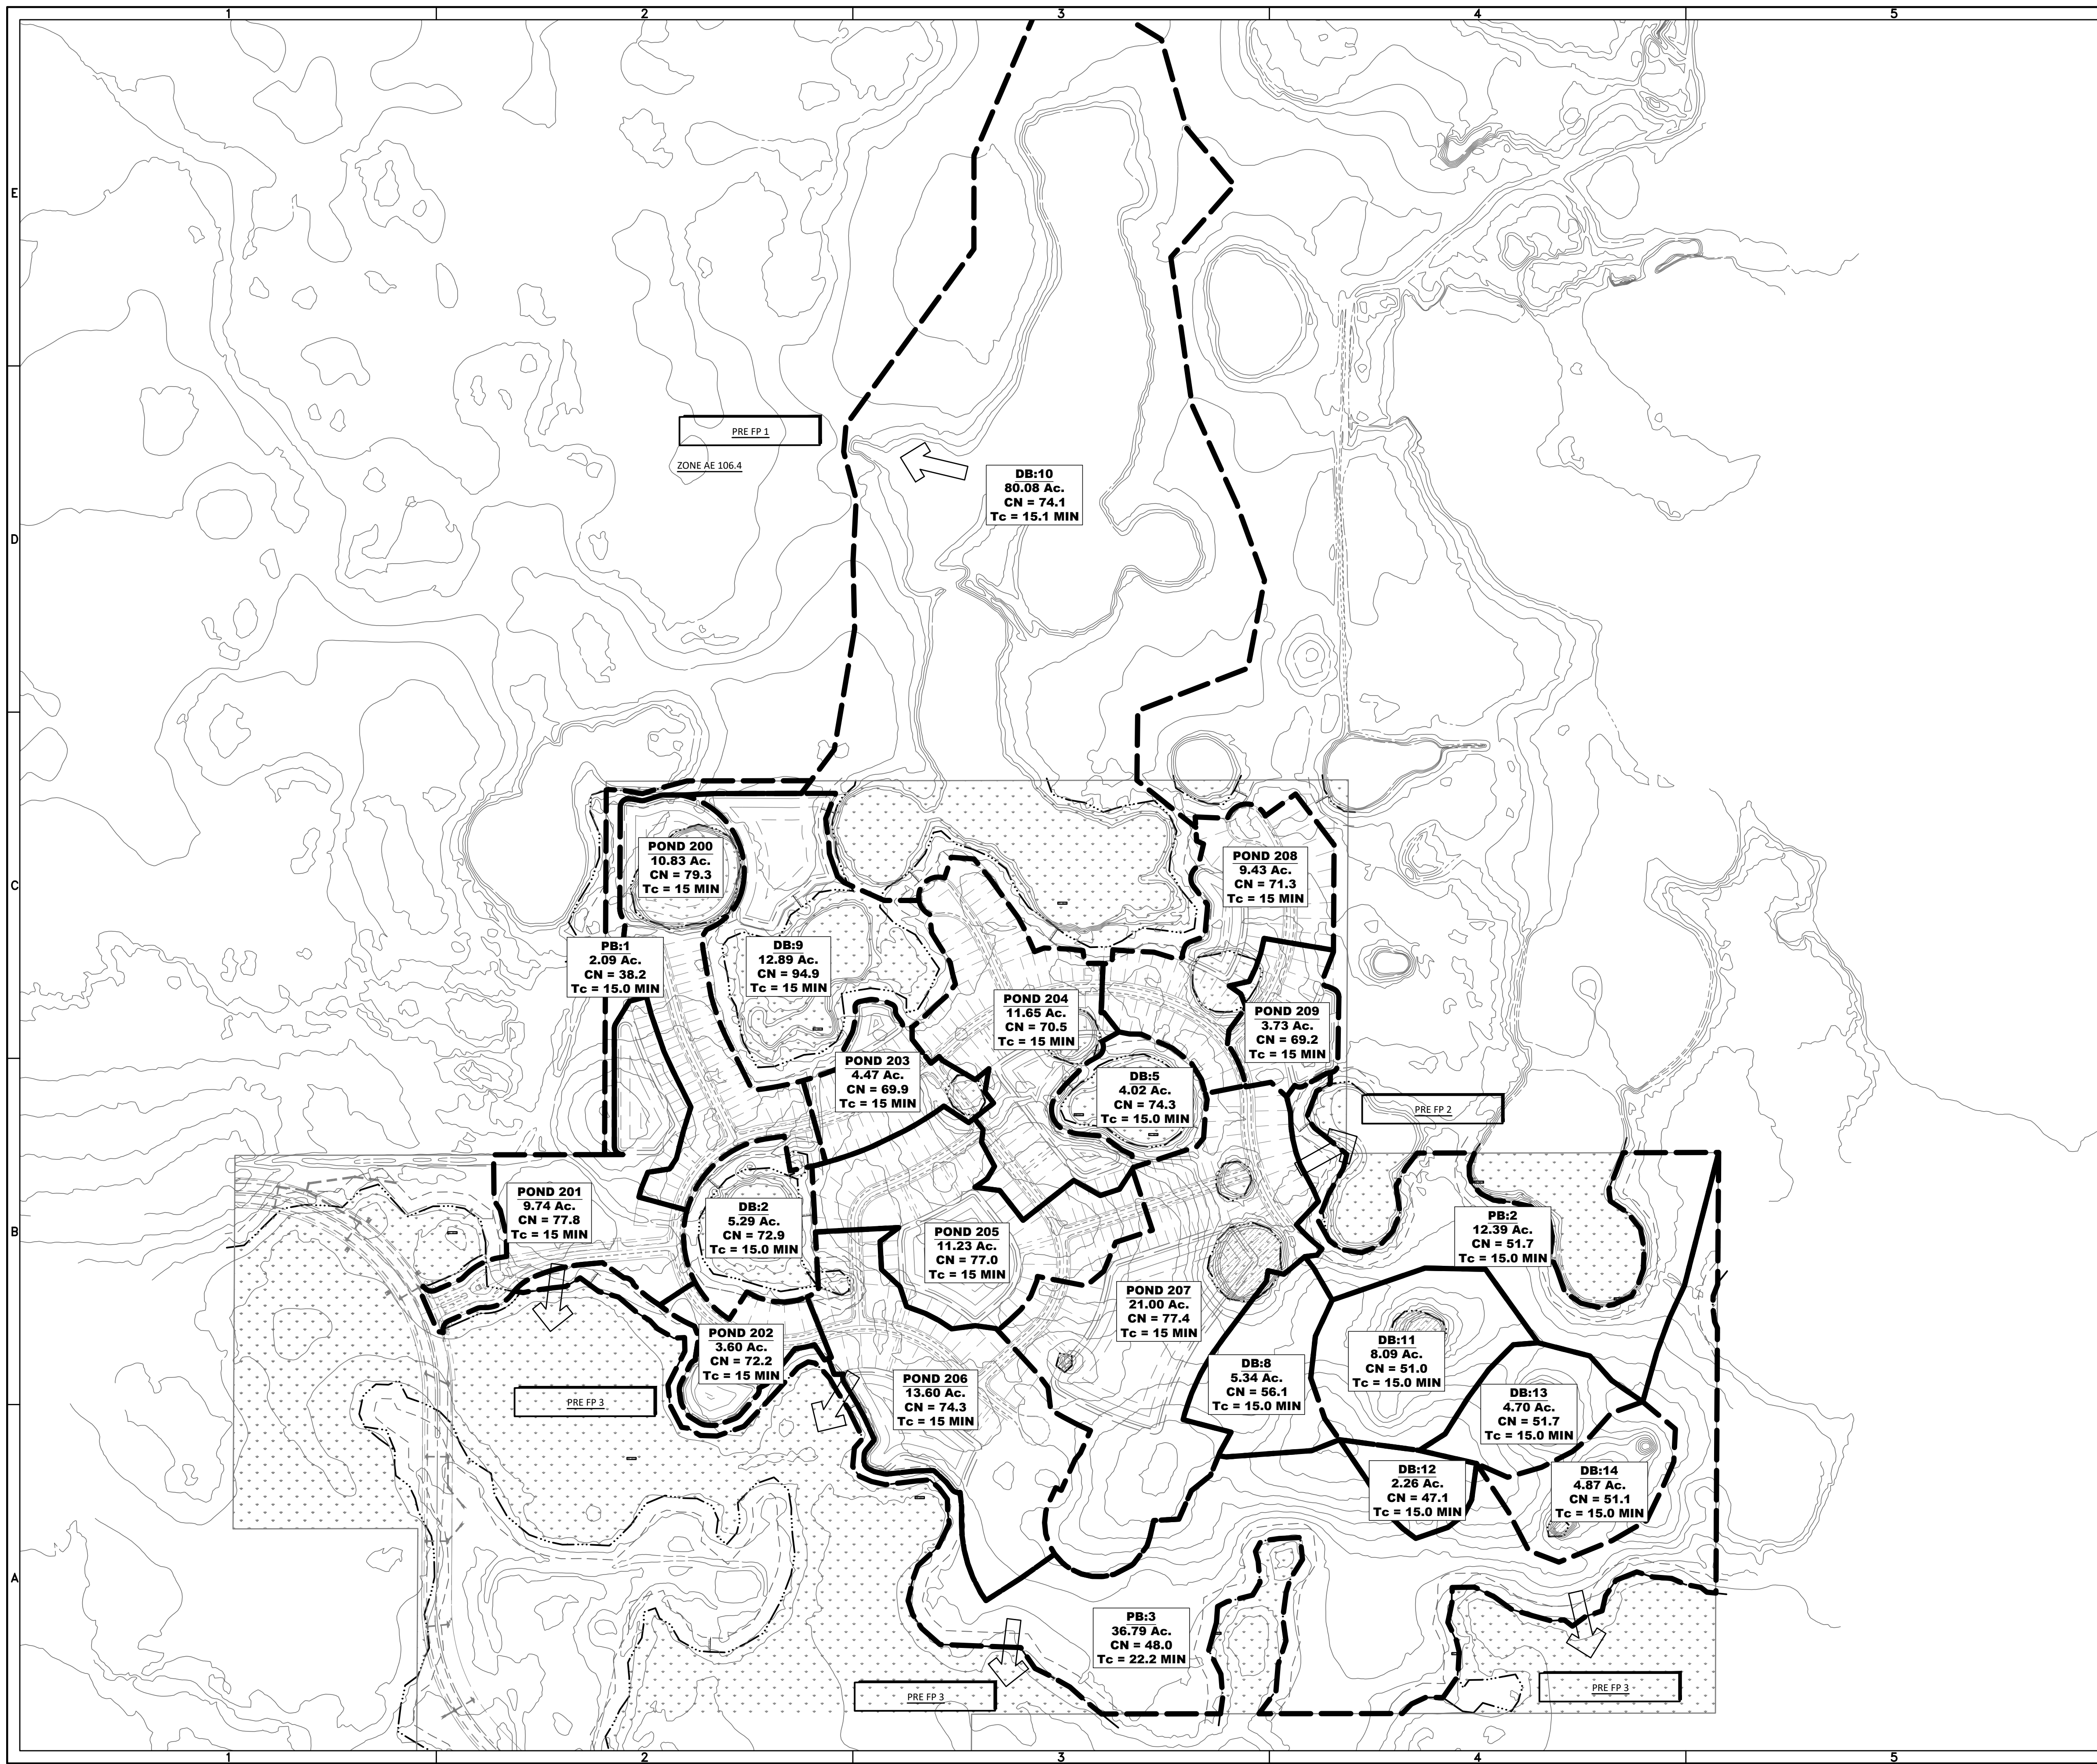 1
2
3
4
5
E
PRE FP 1
ZONE AE 106.4
DB:10
80.08 Ac.
CN = 74.1
Tc = 15.1 MIN
D
POND 200
10.83 Ac.
CN = 79.3
Tc = 15 MIN
POND 208
9.43 Ac.
CN = 71.3
Tc = 15 MIN
C
PB:1
2.09 Ac.
CN = 38.2
Tc = 15.0 MIN
DB:9
12.89 Ac.
CN = 94.9
Tc = 15 MIN
POND 204
11.65 Ac.
CN = 70.5
Tc = 15 MIN
POND 209
3.73 Ac.
CN = 69.2
Tc = 15 MIN
POND 203
4.47 Ac.
CN = 69.9
Tc = 15 MIN
DB:5
4.02 Ac.
CN = 74.3
Tc = 15.0 MIN
PRE FP 2
POND 201
9.74 Ac.
CN = 77.8
Tc = 15 MIN
DB:2
5.29 Ac.
CN = 72.9
Tc = 15.0 MIN
POND 205
11.23 Ac.
CN = 77.0
Tc = 15 MIN
PB:2
12.39 Ac.
CN = 51.7
Tc = 15.0 MIN
B
POND 207
21.00 Ac.
CN = 77.4
Tc = 15 MIN
POND 202
3.60 Ac.
CN = 72.2
Tc = 15 MIN
DB:11
8.09 Ac.
CN = 51.0
Tc = 15.0 MIN
DB:8
5.34 Ac.
CN = 56.1
Tc = 15.0 MIN
POND 206
13.60 Ac.
CN = 74.3
Tc = 15 MIN
PRE FP 3
DB:13
4.70 Ac.
CN = 51.7
Tc = 15.0 MIN
DB:12
2.26 Ac.
CN = 47.1
Tc = 15.0 MIN
DB:14
4.87 Ac.
CN = 51.1
Tc = 15.0 MIN
A
PB:3
36.79 Ac.
CN = 48.0
Tc = 22.2 MIN
PRE FP 3
PRE FP 3
1
2
3
4
5